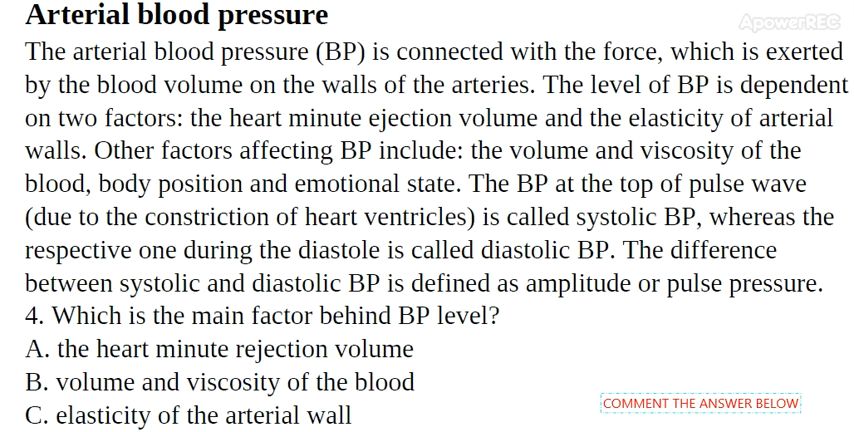 Arterial blood pressure
ApowerREC
The arterial blood pressure (BP) is connected with the force, which is exerted
by the blood volume on the walls of the arteries. The level of BP is dependent
on two factors: the heart minute ejection volume and the elasticity of arterial
walls. Other factors affecting BP include: the volume and viscosity of the
blood, body position and emotional state. The BP at the top of pulse wave
(due to the constriction of heart ventricles) is called systolic BP, whereas the
respective one during the diastole is called diastolic BP. The difference
between systolic and diastolic BP is defined as amplitude or pulse pressure.
4. Which is the main factor behind BP level?
A. the heart minute rejection volume
B. volume and viscosity of the blood
C. elasticity of the arterial wall
COMMENT THE ANSWER BELOW